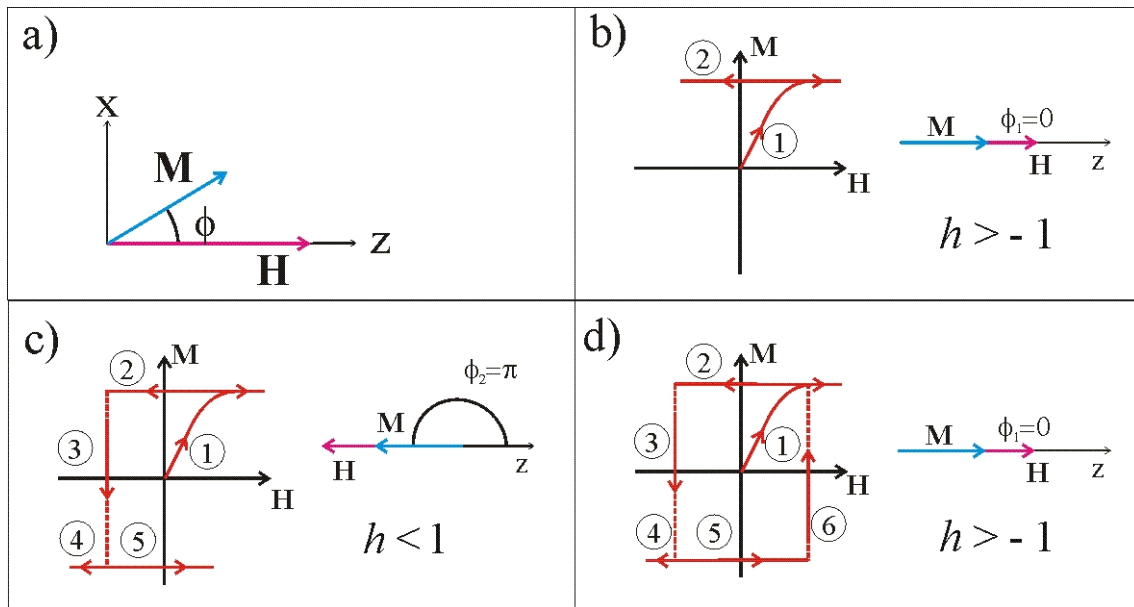 a)
X
M
ϕ
H
Z
b)
M
②
①
H
ϕ₁=0
M
H
z
h > - 1
c)
M
②
③
①
H
④
⑤
ϕ₂=π
M
H
z
h < 1
d)
M
②
③
①
H
④
⑤
⑥
ϕ₁=0
M
H
z
h > - 1